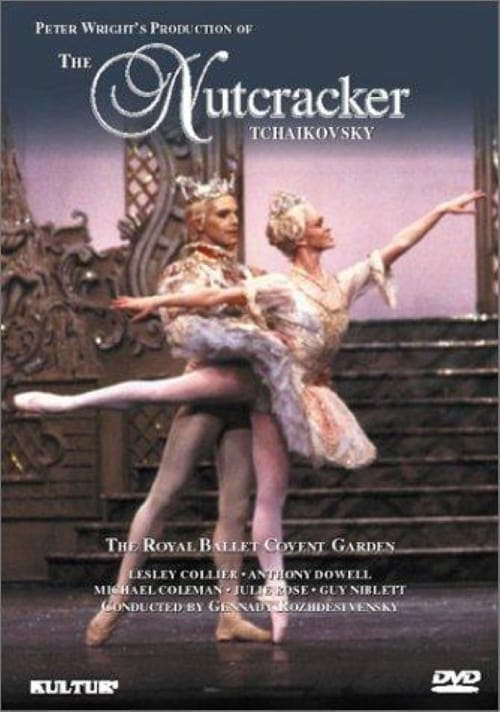 PETER WRIGHT'S PRODUCTION OF
THE
Nutcracker
TCHAIKOVSKY
THE ROYAL BALLET COVENT GARDEN
LESLEY COLLIER • ANTHONY DOWELL
MICHAEL COLEMAN • JULIE ROSE • GUY NIBLETT
CONDUCTED BY GENNADY ROZHDESTVENSKY
KULTUR
DVD